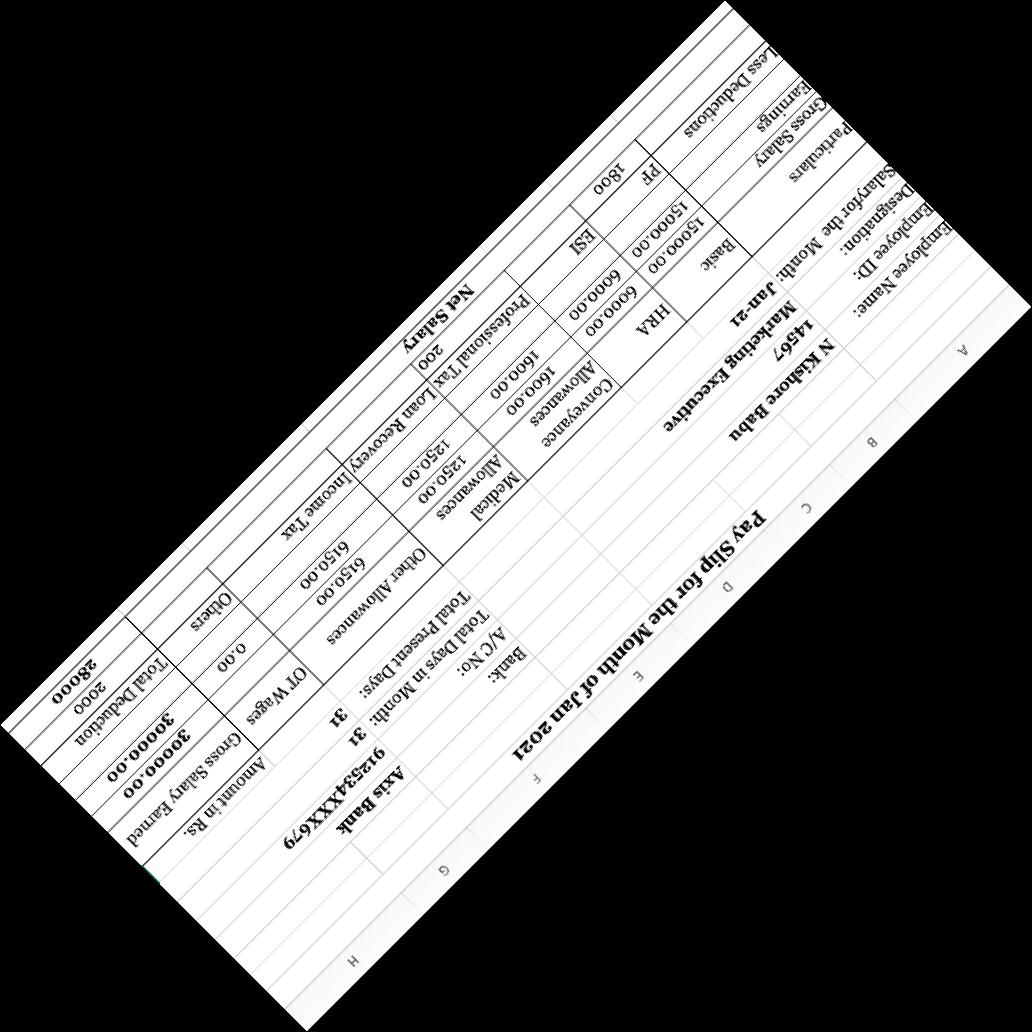 A B C D E F G H
Pay Slip for the Month of Jan 2021
Employee Name: N Kishore Babu Bank: Axis Bank
Employee ID: 14567 A/C No: 912534XXX679
Designation: Marketing Executive Total Days in Month: 31
Salaryfor the Month: Jan-21 Total Present Days: 31
Particulars Amount in Rs.
Basic HRA Conveyance Allowances Medical Allowances Other Allowances OT Wages Gross Salary Earned
Gross Salary 15000.00 6000.00 1600.00 1250.00 6150.00 30000.00
Earnings 15000.00 6000.00 1600.00 1250.00 6150.00 0.00 30000.00
Less Deductions PF ESI Professional Tax Loan Recovery Income Tax Others Total Deduction
1800 200 2000
Net Salary 28000